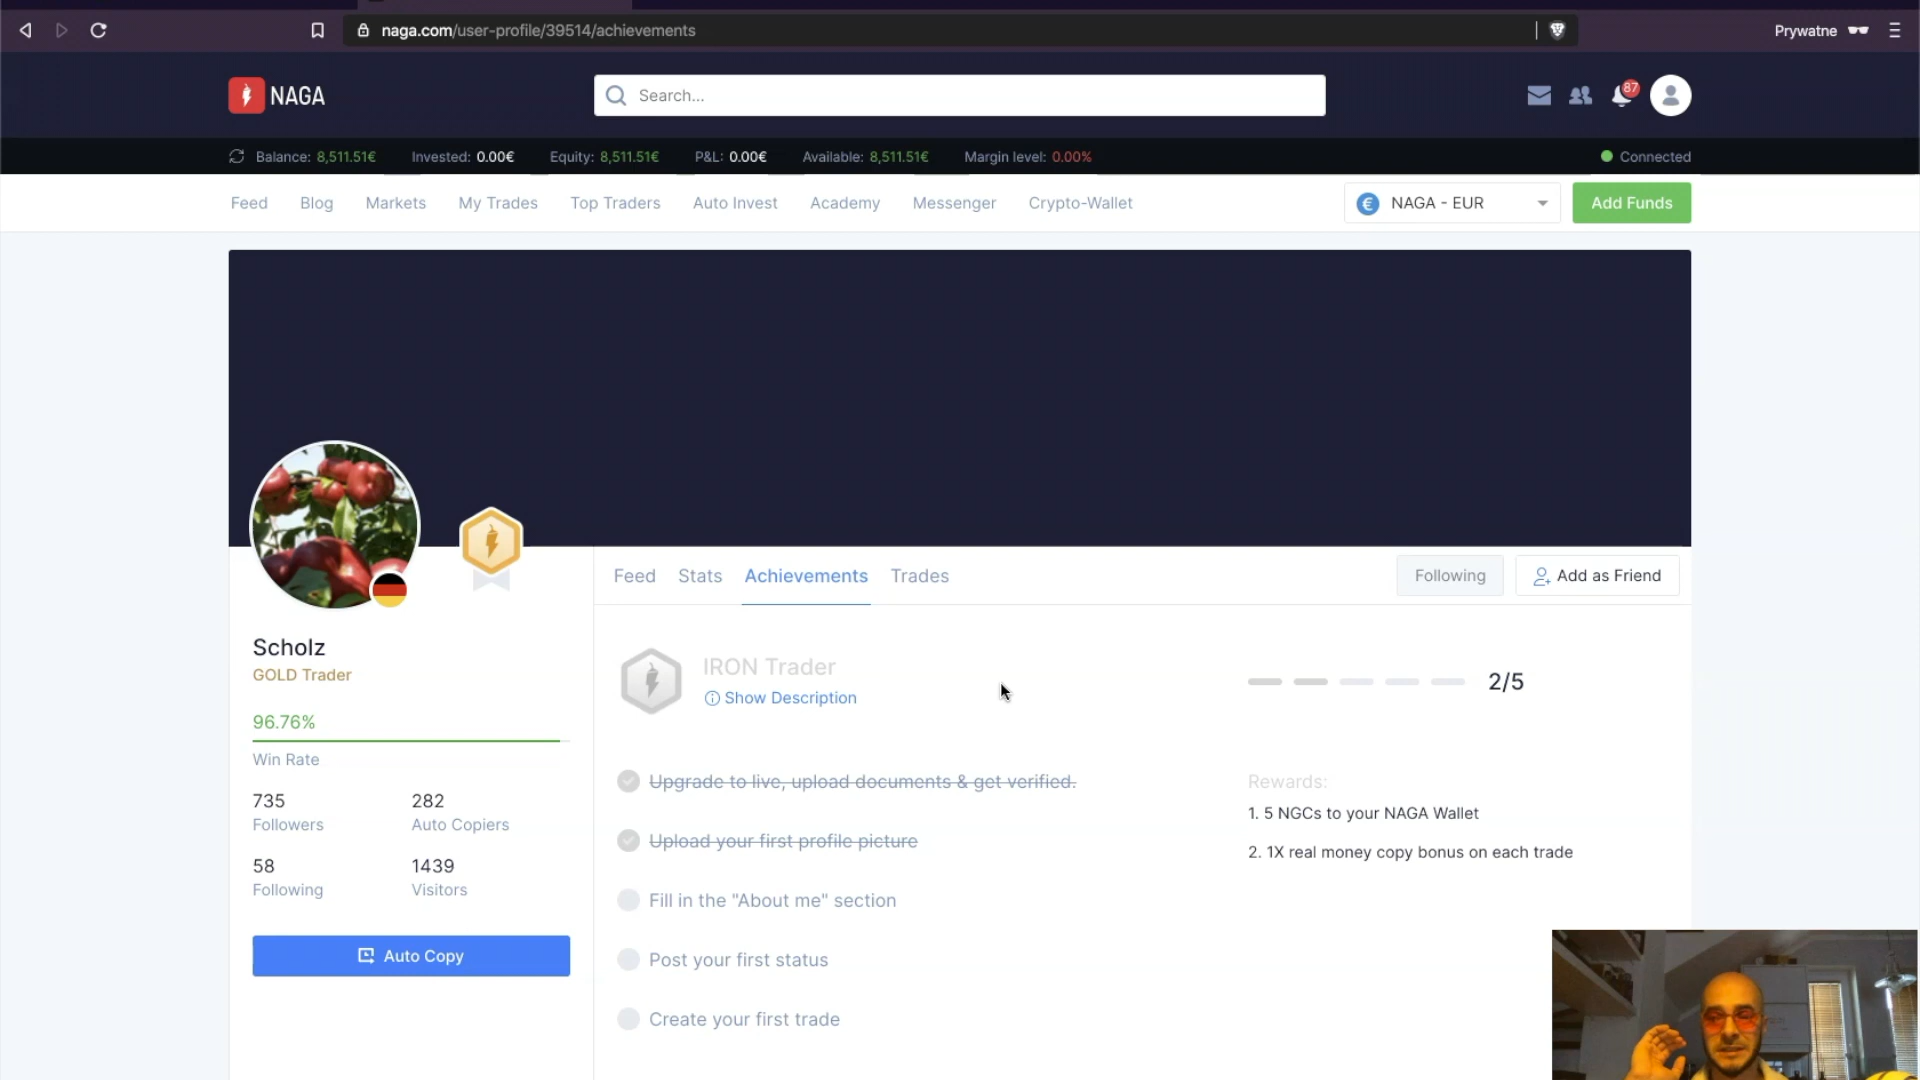 naga.com/user-profile/39514/achievements
Prywatne
NAGA
Search...
87
Balance: 8,511.51€ Invested: 0.00€ Equity: 8,511.51€ P&L: 0.00€ Available: 8,511.51€ Margin level: 0.00% Connected
Feed Blog Markets My Trades Top Traders Auto Invest Academy Messenger Crypto-Wallet
€ NAGA - EUR
Add Funds
Feed Stats Achievements Trades
Following
Add as Friend
Scholz
GOLD Trader
96.76%
Win Rate
735 282
Followers Auto Copiers
58 1439
Following Visitors
Auto Copy
IRON Trader
Show Description
2/5
Upgrade to live, upload documents & get verified.
Upload your first profile picture
Fill in the "About me" section
Post your first status
Create your first trade
Rewards:
1. 5 NGCs to your NAGA Wallet
2. 1X real money copy bonus on each trade